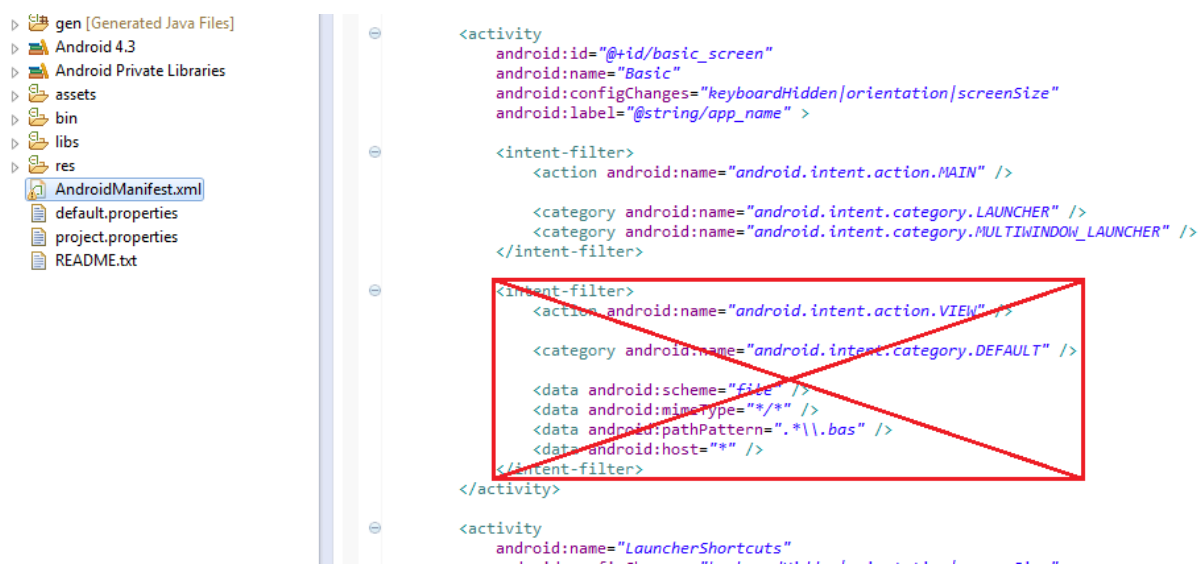 gen [Generated Java Files]
Android 4.3
Android Private Libraries
assets
bin
libs
res
AndroidManifest.xml
default.properties
project.properties
README.txt
<activity
android:id="@+id/basic_screen"
android:name="Basic"
android:configChanges="keyboardHidden|orientation|screenSize"
android:label="@string/app_name" >
<intent-filter>
<action android:name="android.intent.action.MAIN" />
<category android:name="android.intent.category.LAUNCHER" />
<category android:name="android.intent.category.MULTIWINDOW_LAUNCHER" />
</intent-filter>
<intent-filter>
<action android:name="android.intent.action.VIEW" />
<category android:name="android.intent.category.DEFAULT" />
<data android:scheme="file" />
<data android:mimeType="*/*" />
<data android:pathPattern=".*\\.bas" />
<data android:host="*" />
</intent-filter>
</activity>
<activity
android:name="LauncherShortcuts"
android:configChanges="keyboardHidden|orientation|screenSize"